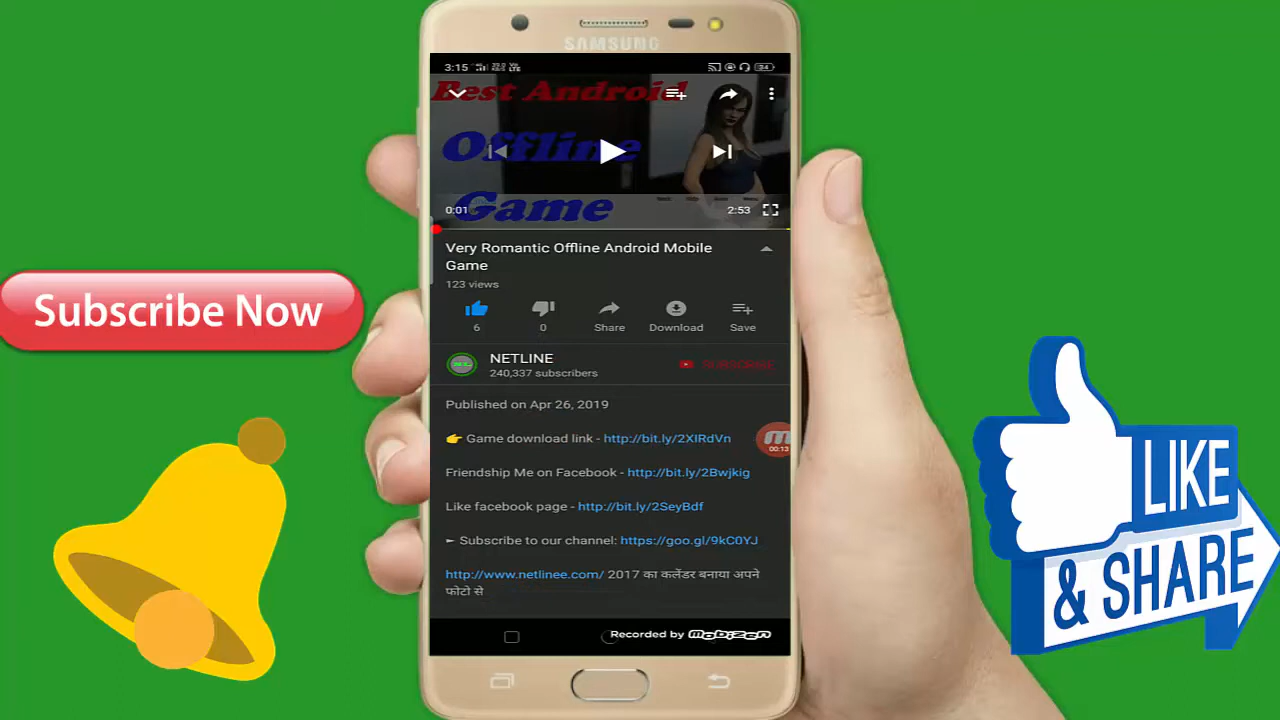 SAMSUNG
3:15
34
Best Android
Offline
Game
0:01
2:53
Very Romantic Offline Android Mobile
Game
123 views
6
0
Share
Download
Save
NETLINE
240,337 subscribers
SUBSCRIBE
Published on Apr 26, 2019
👉 Game download link - http://bit.ly/2XIRdVn
00:13
Friendship Me on Facebook - http://bit.ly/2Bwjkig
Like facebook page - http://bit.ly/2SeyBdf
► Subscribe to our channel: https://goo.gl/9kC0YJ
http://www.netlinee.com/ 2017 का कलेंडर बनाया अपने
फोटो से
Recorded by mobizen
Subscribe Now
LIKE
& SHARE